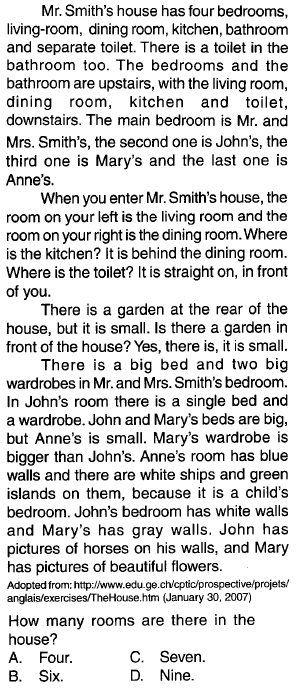 Mr. Smith's house has four bedrooms,
living-room, dining room, kitchen, bathroom
and separate toilet. There is a toilet in the
bathroom too. The bedrooms and the
bathroom are upstairs, with the living room,
dining room, kitchen and toilet,
downstairs. The main bedroom is Mr. and
Mrs. Smith's, the second one is John's, the
third one is Mary's and the last one is
Anne's.
When you enter Mr. Smith's house, the
room on your left is the living room and the
room on your right is the dining room. Where
is the kitchen? It is behind the dining room.
Where is the toilet? It is straight on, in front
of you.
There is a garden at the rear of the
house, but it is small. Is there a garden in
front of the house? Yes, there is, it is small.
There is a big bed and two big
wardrobes in Mr. and Mrs. Smith's bedroom.
In John's room there is a single bed and
a wardrobe. John and Mary's beds are big,
but Anne's is small. Mary's wardrobe is
bigger than John's. Anne's room has blue
walls and there are white ships and green
islands on them, because it is a child's
bedroom. John's bedroom has white walls
and Mary's has gray walls. John has
pictures of horses on his walls, and Mary
has pictures of beautiful flowers.
Adopted from: http://www.edu.ge.ch/cptic/prospective/projets/
anglais/exercises/TheHouse.htm (January 30, 2007)
How many rooms are there in the
house?
A. Four. C. Seven.
B. Six. D. Nine.